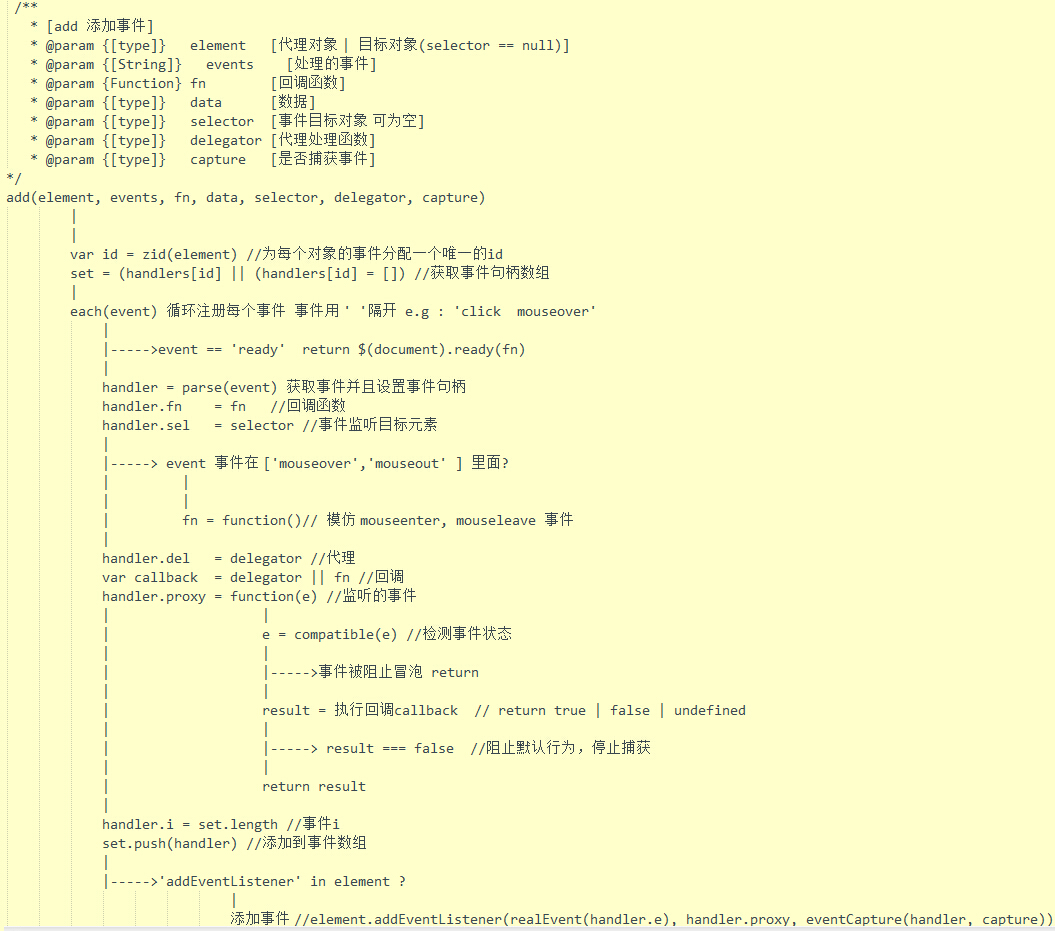 /**
* [add 添加事件]
* @param {[type]} element [代理对象 | 目标对象(selector == null)]
* @param {[String]} events [处理的事件]
* @param {Function} fn [回调函数]
* @param {[type]} data [数据]
* @param {[type]} selector [事件目标对象 可为空]
* @param {[type]} delegator [代理处理函数]
* @param {[type]} capture [是否捕获事件]
*/
add(element, events, fn, data, selector, delegator, capture)
|
|
var id = zid(element) //为每个对象的事件分配一个唯一的id
set = (handlers[id] || (handlers[id] = []) //获取事件句柄数组
|
each(event) 循环注册每个事件 事件用 ' '隔开 e.g : 'click mouseover'
|
|----->event == 'ready' return $(document).ready(fn)
|
handler = parse(event) 获取事件并且设置事件句柄
handler.fn = fn //回调函数
handler.sel = selector //事件监听目标元素
|
|-----> event 事件在 ['mouseover','mouseout' ] 里面?
| |
| |
| fn = function()// 模仿 mouseenter, mouseleave 事件
|
handler.del = delegator //代理
var callback = delegator || fn //回调
handler.proxy = function(e) //监听的事件
| |
| e = compatible(e) //检测事件状态
| |
| |----->事件被阻止冒泡 return
| |
| result = 执行回调callback // return true | false | undefined
| |
| |-----> result === false //阻止默认行为，停止捕获
| |
| return result
|
handler.i = set.length //事件i
set.push(handler) //添加到事件数组
|
|----->'addEventListener' in element ?
|
添加事件 //element.addEventListener(realEvent(handler.e), handler.proxy, eventCapture(handler, capture))